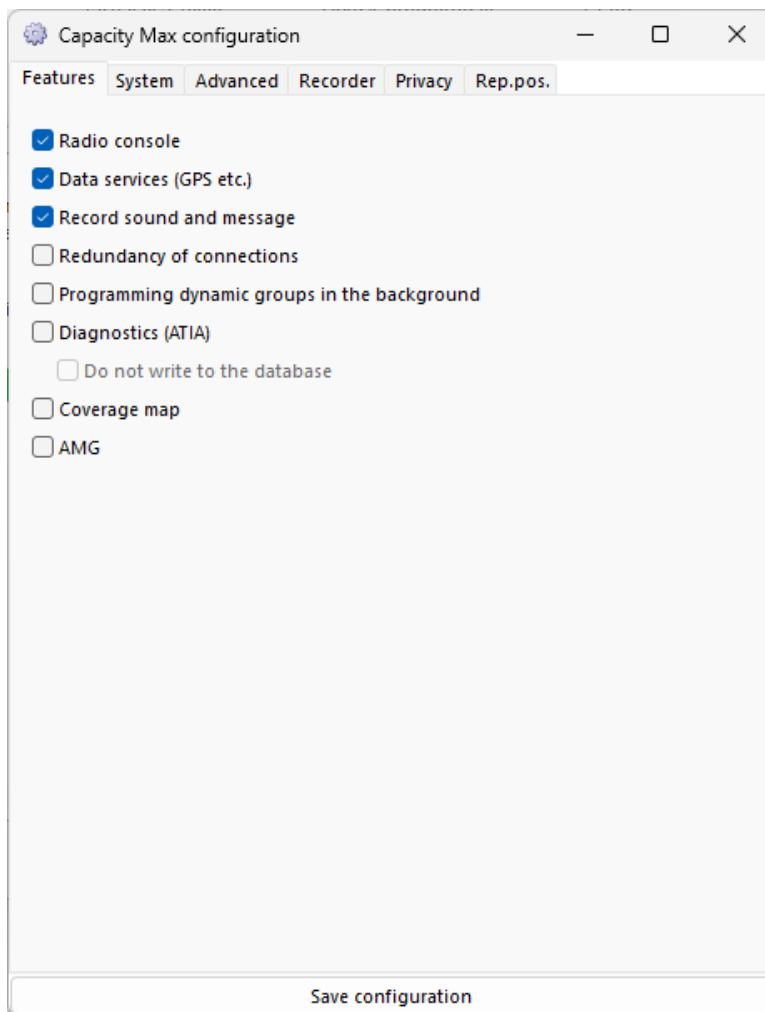 Capacity Max configuration
Features System Advanced Recorder Privacy Rep.pos.
Radio console
Data services (GPS etc.)
Record sound and message
Redundancy of connections
Programming dynamic groups in the background
Diagnostics (ATIA)
Do not write to the database
Coverage map
AMG
Save configuration